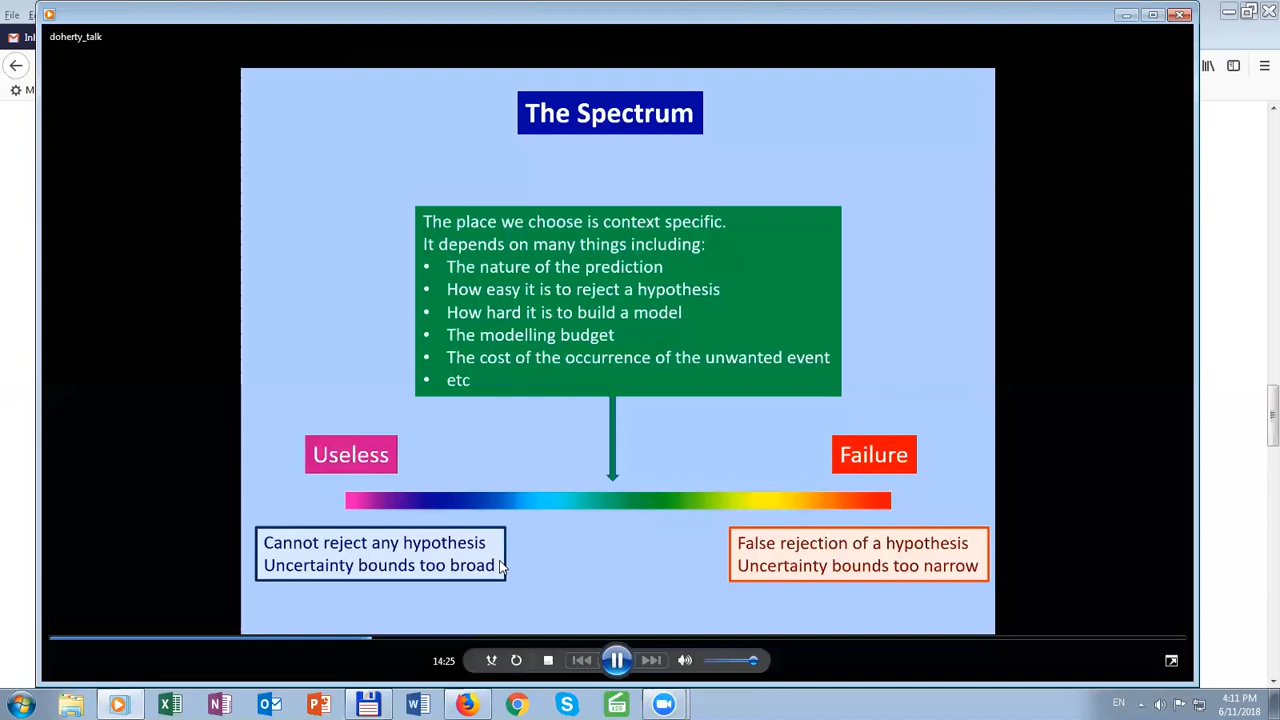 File
doherty_talk
The Spectrum
The place we choose is context specific.
It depends on many things including:
• The nature of the prediction
• How easy it is to reject a hypothesis
• How hard it is to build a model
• The modelling budget
• The cost of the occurrence of the unwanted event
• etc
Useless
Failure
Cannot reject any hypothesis
Uncertainty bounds too broad
False rejection of a hypothesis
Uncertainty bounds too narrow
14:25
EN
4:11 PM
6/11/2018